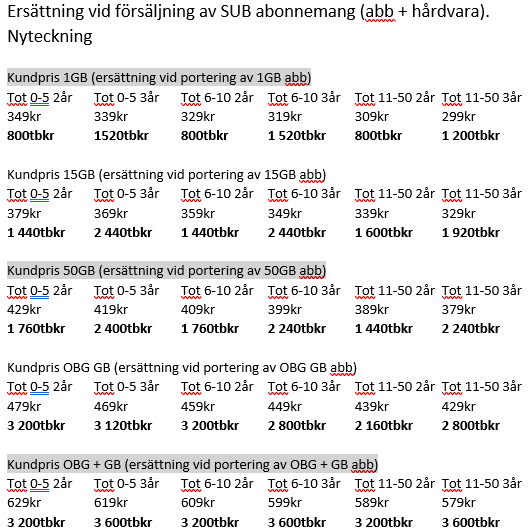 Ersättning vid försäljning av SUB abonnemang (abb + hårdvara).
Nyteckning
Kundpris 1GB (ersättning vid portering av 1GB abb)
Tot 0-5 2år Tot 0-5 3år Tot 6-10 2år Tot 6-10 3år Tot 11-50 2år Tot 11-50 3år
349kr 339kr 329kr 319kr 309kr 299kr
800tbkr 1520tbkr 800tbkr 1 520tbkr 800tbkr 1 200tbkr
Kundpris 15GB (ersättning vid portering av 15GB abb)
Tot 0-5 2år Tot 0-5 3år Tot 6-10 2år Tot 6-10 3år Tot 11-50 2år Tot 11-50 3år
379kr 369kr 359kr 349kr 339kr 329kr
1 440tbkr 2 440tbkr 1 440tbkr 2 440tbkr 1 600tbkr 1 920tbkr
Kundpris 50GB (ersättning vid portering av 50GB abb)
Tot 0-5 2år Tot 0-5 3år Tot 6-10 2år Tot 6-10 3år Tot 11-50 2år Tot 11-50 3år
429kr 419kr 409kr 399kr 389kr 379kr
1 760tbkr 2 400tbkr 1 760tbkr 2 240tbkr 1 440tbkr 2 240tbkr
Kundpris OBG GB (ersättning vid portering av OBG GB abb)
Tot 0-5 2år Tot 0-5 3år Tot 6-10 2år Tot 6-10 3år Tot 11-50 2år Tot 11-50 3år
479kr 469kr 459kr 449kr 439kr 429kr
3 200tbkr 3 120tbkr 3 200tbkr 2 800tbkr 2 160tbkr 2 800tbkr
Kundpris OBG + GB (ersättning vid portering av OBG + GB abb)
Tot 0-5 2år Tot 0-5 3år Tot 6-10 2år Tot 6-10 3år Tot 11-50 2år Tot 11-50 3år
629kr 619kr 609kr 599kr 589kr 579kr
3 200tbkr 3 600tbkr 3 200tbkr 3 600tbkr 3 200tbkr 3 600tbkr